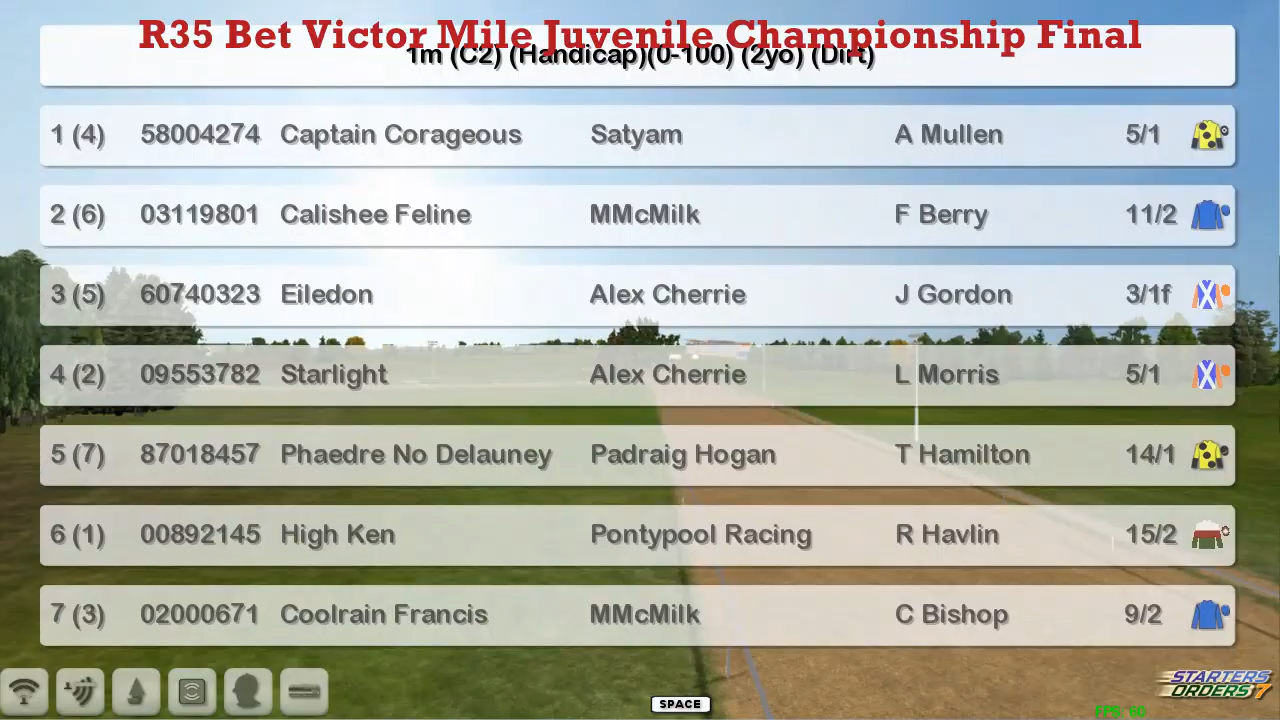 R35 Bet Victor Mile Juvenile Championship Final
1m (C2) (Handicap)(0-100) (2yo) (Dirt)
1 (4) 58004274 Captain Corageous Satyam A Mullen 5/1
2 (6) 03119801 Calishee Feline MMcMilk F Berry 11/2
3 (5) 60740323 Eiledon Alex Cherrie J Gordon 3/1f
4 (2) 09553782 Starlight Alex Cherrie L Morris 5/1
5 (7) 87018457 Phaedre No Delauney Padraig Hogan T Hamilton 14/1
6 (1) 00892145 High Ken Pontypool Racing R Havlin 15/2
7 (3) 02000671 Coolrain Francis MMcMilk C Bishop 9/2
SPACE
STARTERS ORDERS 7
FPS: 60